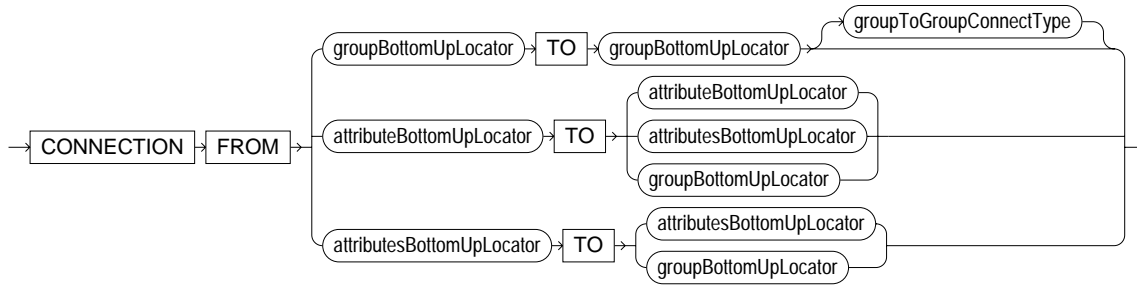 groupToGroupConnectType
groupBottomUpLocator TO groupBottomUpLocator
attributeBottomUpLocator
CONNECTION FROM attributeBottomUpLocator TO attributesBottomUpLocator
groupBottomUpLocator
attributesBottomUpLocator TO attributesBottomUpLocator
groupBottomUpLocator